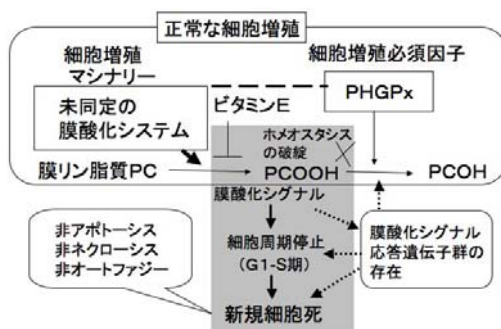 正常な細胞増殖
細胞増殖
マシナリー
細胞増殖必須因子
未同定の
膜酸化システム
ビタミンE
PHGPx
ホメオスタシス
の破綻
膜リン脂質PC
PCOOH
PCOH
膜酸化シグナル
非アポトーシス
非ネクローシス
非オートファジー
細胞周期停止
(G1-S期)
膜酸化シグナル
応答遺伝子群の
存在
新規細胞死